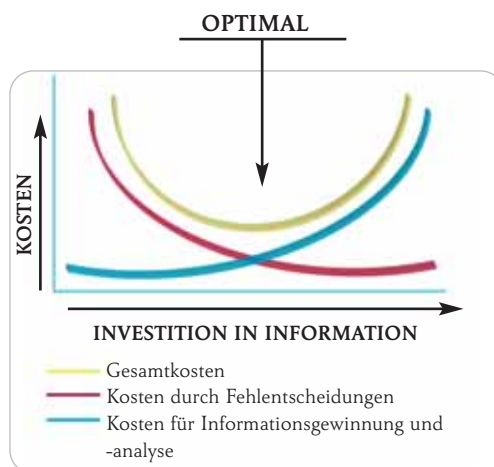 OPTIMAL
KOSTEN
INVESTITION IN INFORMATION
Gesamtkosten
Kosten durch Fehlentscheidungen
Kosten für Informationsgewinnung und
-analyse